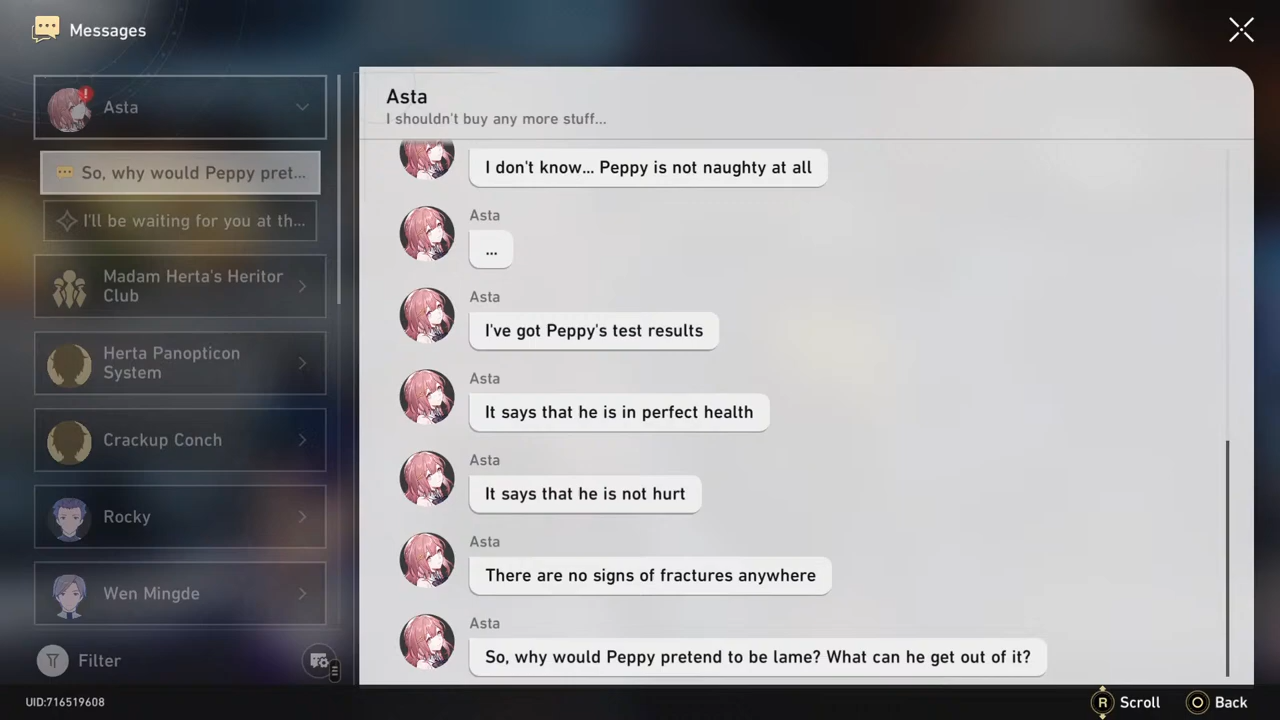 Messages
Asta
So, why would Peppy pret...
I'll be waiting for you at th...
Madam Herta's Heritor
Club
Herta Panopticon
System
Crackup Conch
Rocky
Wen Mingde
Filter
Asta
I shouldn't buy any more stuff...
I don't know... Peppy is not naughty at all
Asta
...
Asta
I've got Peppy's test results
Asta
It says that he is in perfect health
Asta
It says that he is not hurt
Asta
There are no signs of fractures anywhere
Asta
So, why would Peppy pretend to be lame? What can he get out of it?
UID:716519608
R Scroll
Back